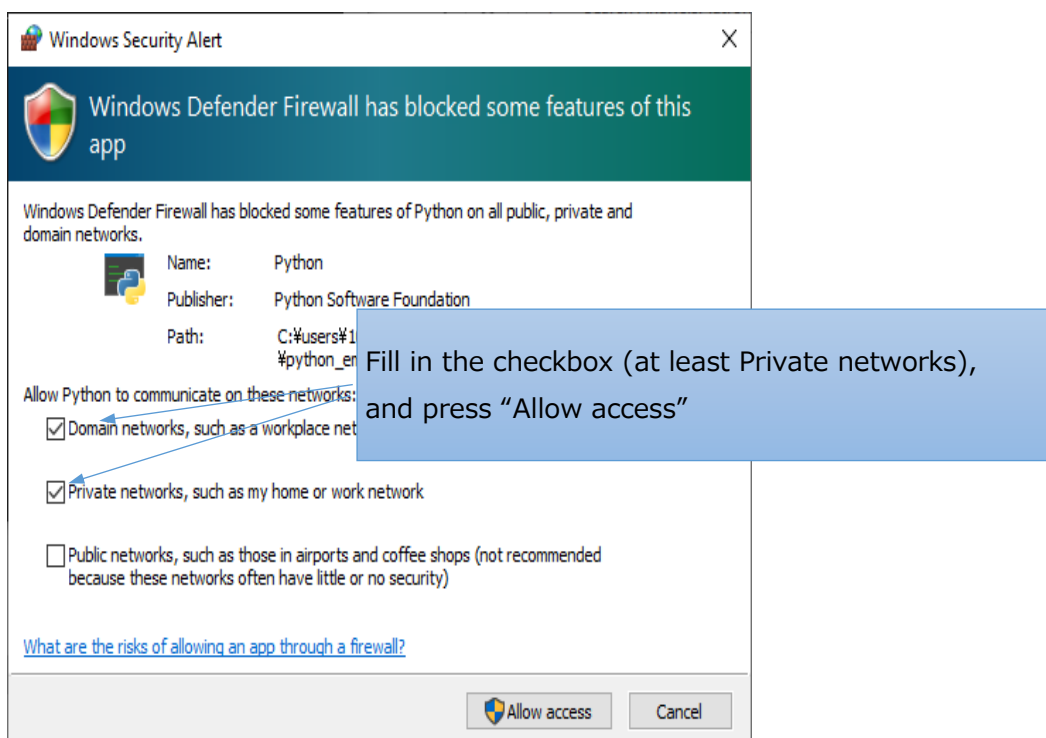 Windows Security Alert
Windows Defender Firewall has blocked some features of this
app
Windows Defender Firewall has blocked some features of Python on all public, private and
domain networks.
Name: Python
Publisher: Python Software Foundation
Path: C:¥users¥1
¥python_en
Fill in the checkbox (at least Private networks),
and press “Allow access”
Allow Python to communicate on these networks:
Domain networks, such as a workplace net
Private networks, such as my home or work network
Public networks, such as those in airports and coffee shops (not recommended
because these networks often have little or no security)
What are the risks of allowing an app through a firewall?
Allow access Cancel